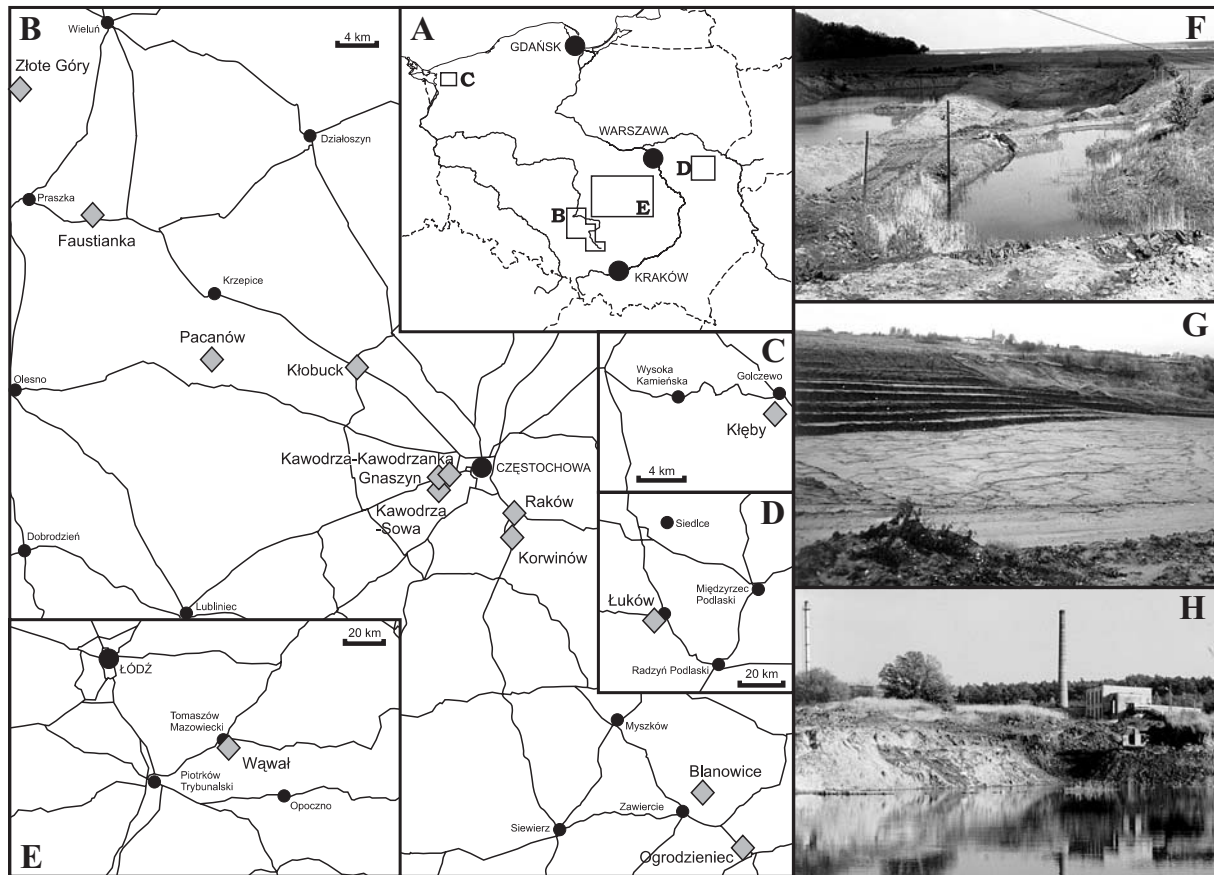 B
4 km
Wieluń
Złote Góry
Działoszyn
Praszka
Faustianka
Krzepice
Pacanów
Kłobuck
Olesno
Kawodrza-Kawodrzanka
Gnaszyn
CZĘSTOCHOWA
Kawodrza
-Sowa
Raków
Korwinów
Dobrodzień
Lubliniec
Myszków
Blanowice
Zawiercie
Siewierz
Ogrodzieniec
A
GDAŃSK
C
WARSZAWA
D
B
E
KRAKÓW
C
Wysoka
Kamieńska
Golczewo
Kłęby
4 km
D
Siedlce
Międzyrzec
Podlaski
Łuków
Radzyń Podlaski
20 km
20 km
ŁÓDŹ
Tomaszów
Mazowiecki
Wąwał
Piotrków
Trybunalski
Opoczno
E
F
G
H